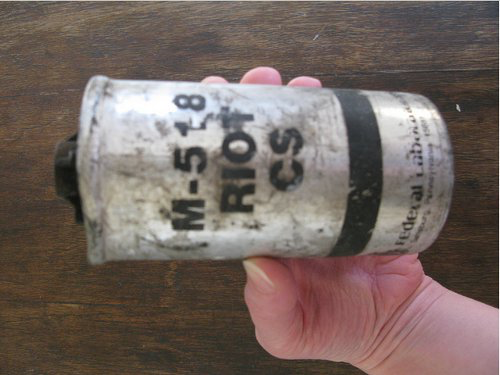 M-518
RIOT
CS
Federal Laboratories